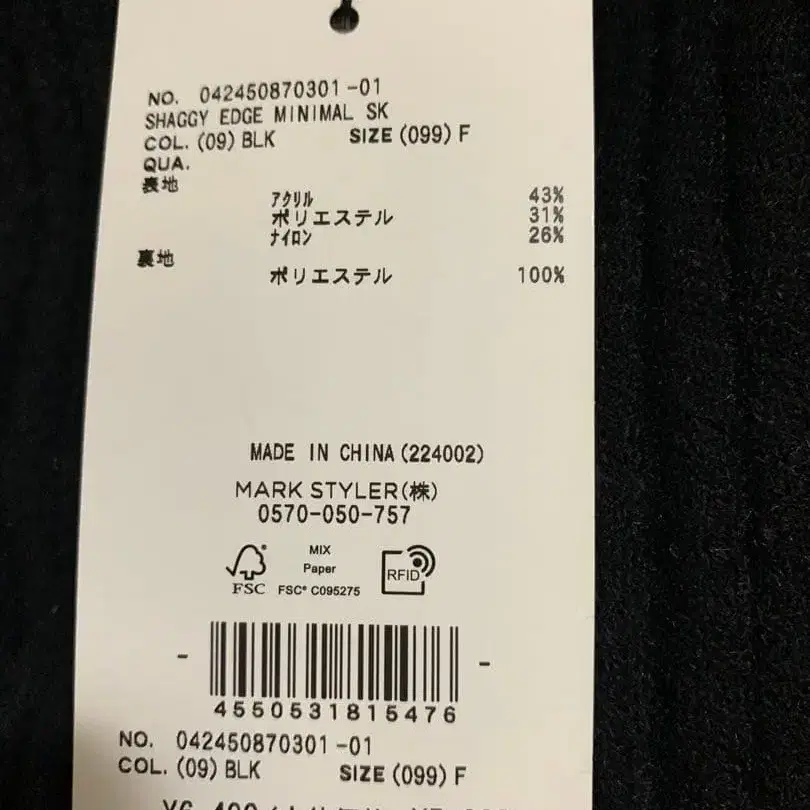 NO. 042450870301-01
SHAGGY EDGE MINIMAL SK
COL. (09) BLK SIZE (099) F
QUA.
表地
アクリル 43%
ポリエステル 31%
ナイロン 26%
裏地
ポリエステル 100%
MADE IN CHINA (224002)
MARK STYLER(株)
0570-050-757
MIX
Paper
FSC FSC® C095275
RFID
4550531815476
NO. 042450870301-01
COL. (09) BLK SIZE (099) F